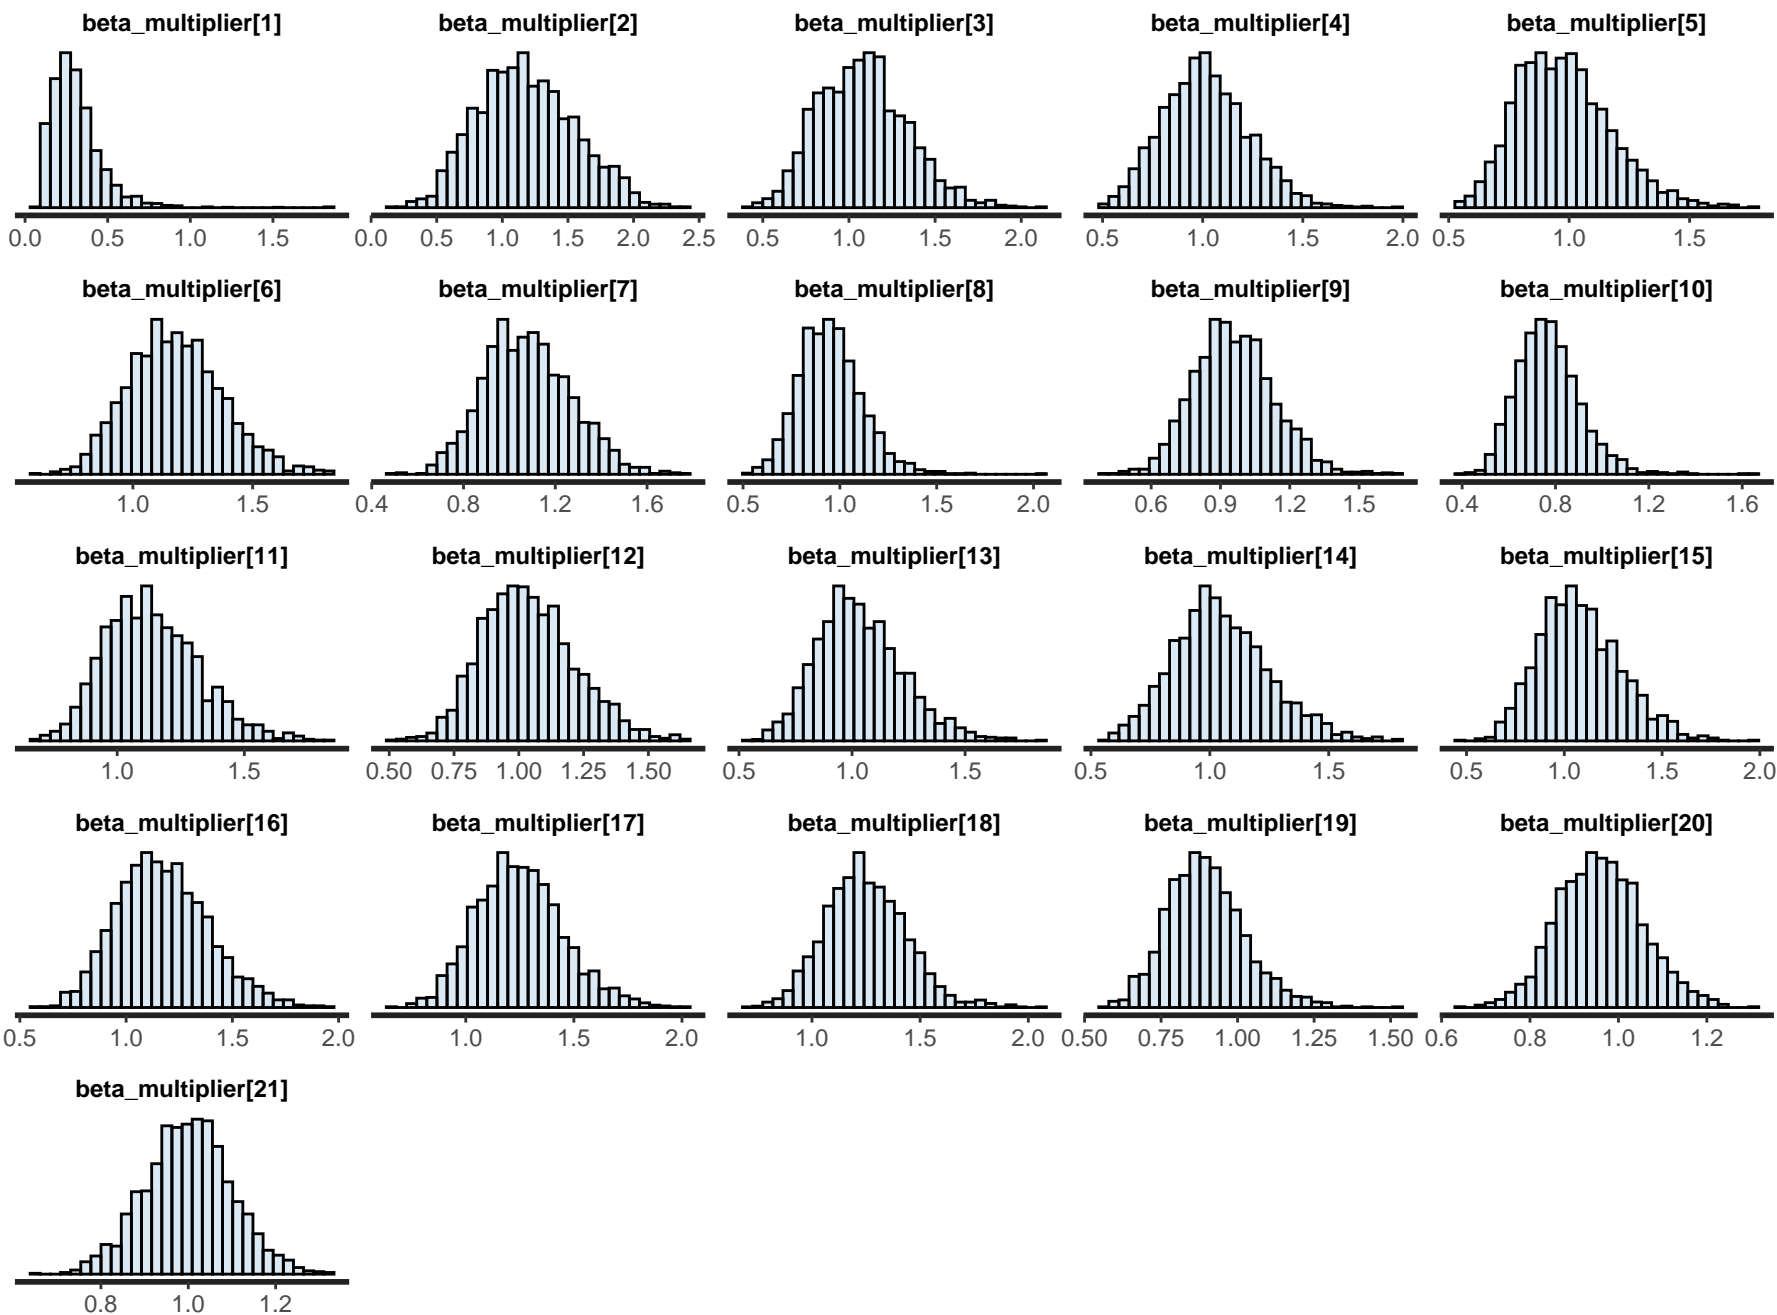 beta_multiplier[1] beta_multiplier[2] beta_multiplier[3] beta_multiplier[4] beta_multiplier[5]
0.0 0.5 1.0 1.5 0.0 0.5 1.0 1.5 2.0 2.5 0.5 1.0 1.5 2.0 0.5 1.0 1.5 2.0 0.5 1.0 1.5
beta_multiplier[6] beta_multiplier[7] beta_multiplier[8] beta_multiplier[9] beta_multiplier[10]
1.0 1.5 0.4 0.8 1.2 1.6 0.5 1.0 1.5 2.0 0.6 0.9 1.2 1.5 0.4 0.8 1.2 1.6
beta_multiplier[11] beta_multiplier[12] beta_multiplier[13] beta_multiplier[14] beta_multiplier[15]
1.0 1.5 0.50 0.75 1.00 1.25 1.50 0.5 1.0 1.5 0.5 1.0 1.5 0.5 1.0 1.5 2.0
beta_multiplier[16] beta_multiplier[17] beta_multiplier[18] beta_multiplier[19] beta_multiplier[20]
0.5 1.0 1.5 2.0 1.0 1.5 2.0 1.0 1.5 2.0 0.50 0.75 1.00 1.25 1.50 0.6 0.8 1.0 1.2
beta_multiplier[21]
0.8 1.0 1.2